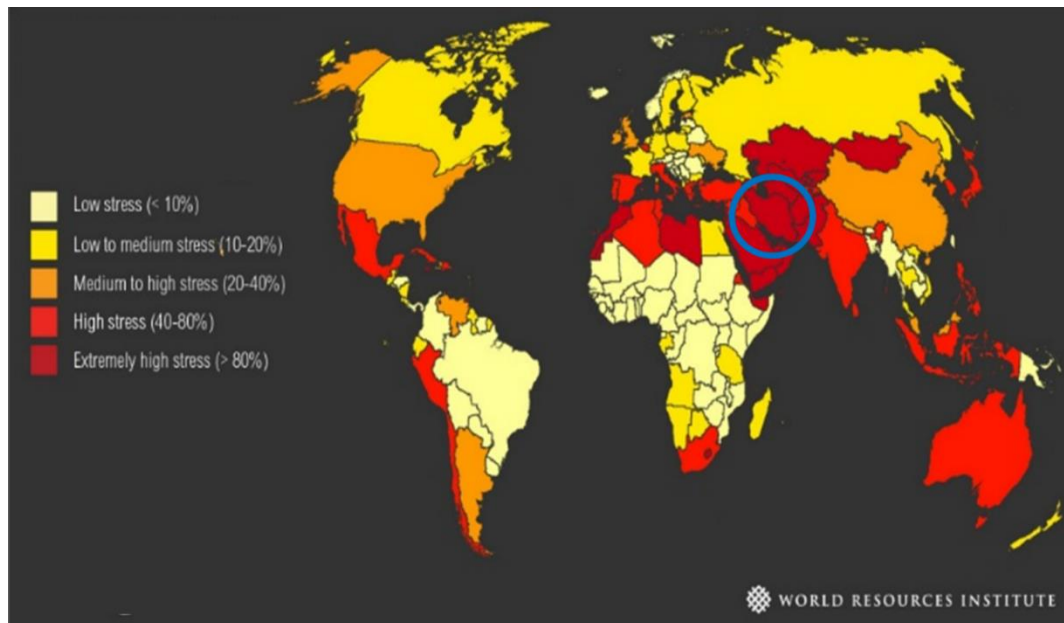 Low stress (< 10%)
Low to medium stress (10-20%)
Medium to high stress (20-40%)
High stress (40-80%)
Extremely high stress (> 80%)
WORLD RESOURCES INSTITUTE